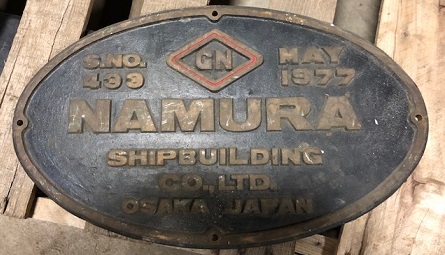 S.NO. 433
GN
MAY 1977
NAMURA
SHIPBUILDING
CO., LTD.
OSAKA JAPAN